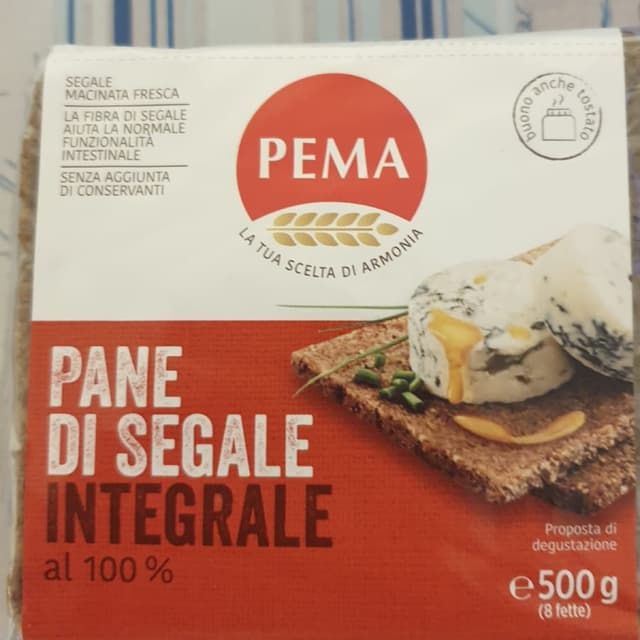 SEGALE
MACINATA FRESCA
LA FIBRA DI SEGALE
AIUTA LA NORMALE
FUNZIONALITÀ
INTESTINALE
SENZA AGGIUNTA
DI CONSERVANTI
PEMA
LA TUA SCELTA DI ARMONIA
buono anche tostato
PANE
DI SEGALE
INTEGRALE
al 100 %
Proposta di
degustazione
℮ 500 g
(8 fette)